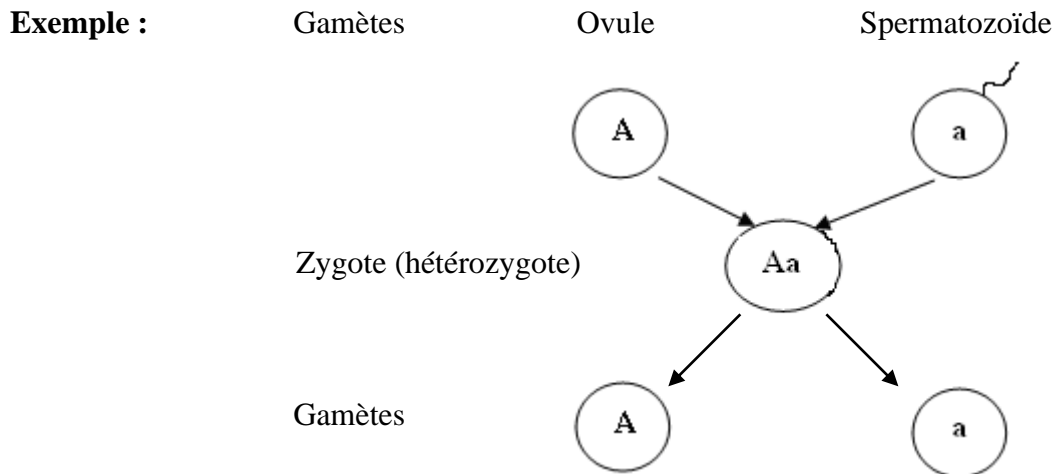 Exemple : Gamètes Ovule Spermatozoïde
A a
Zygote (hétérozygote) Aa
Gamètes A a